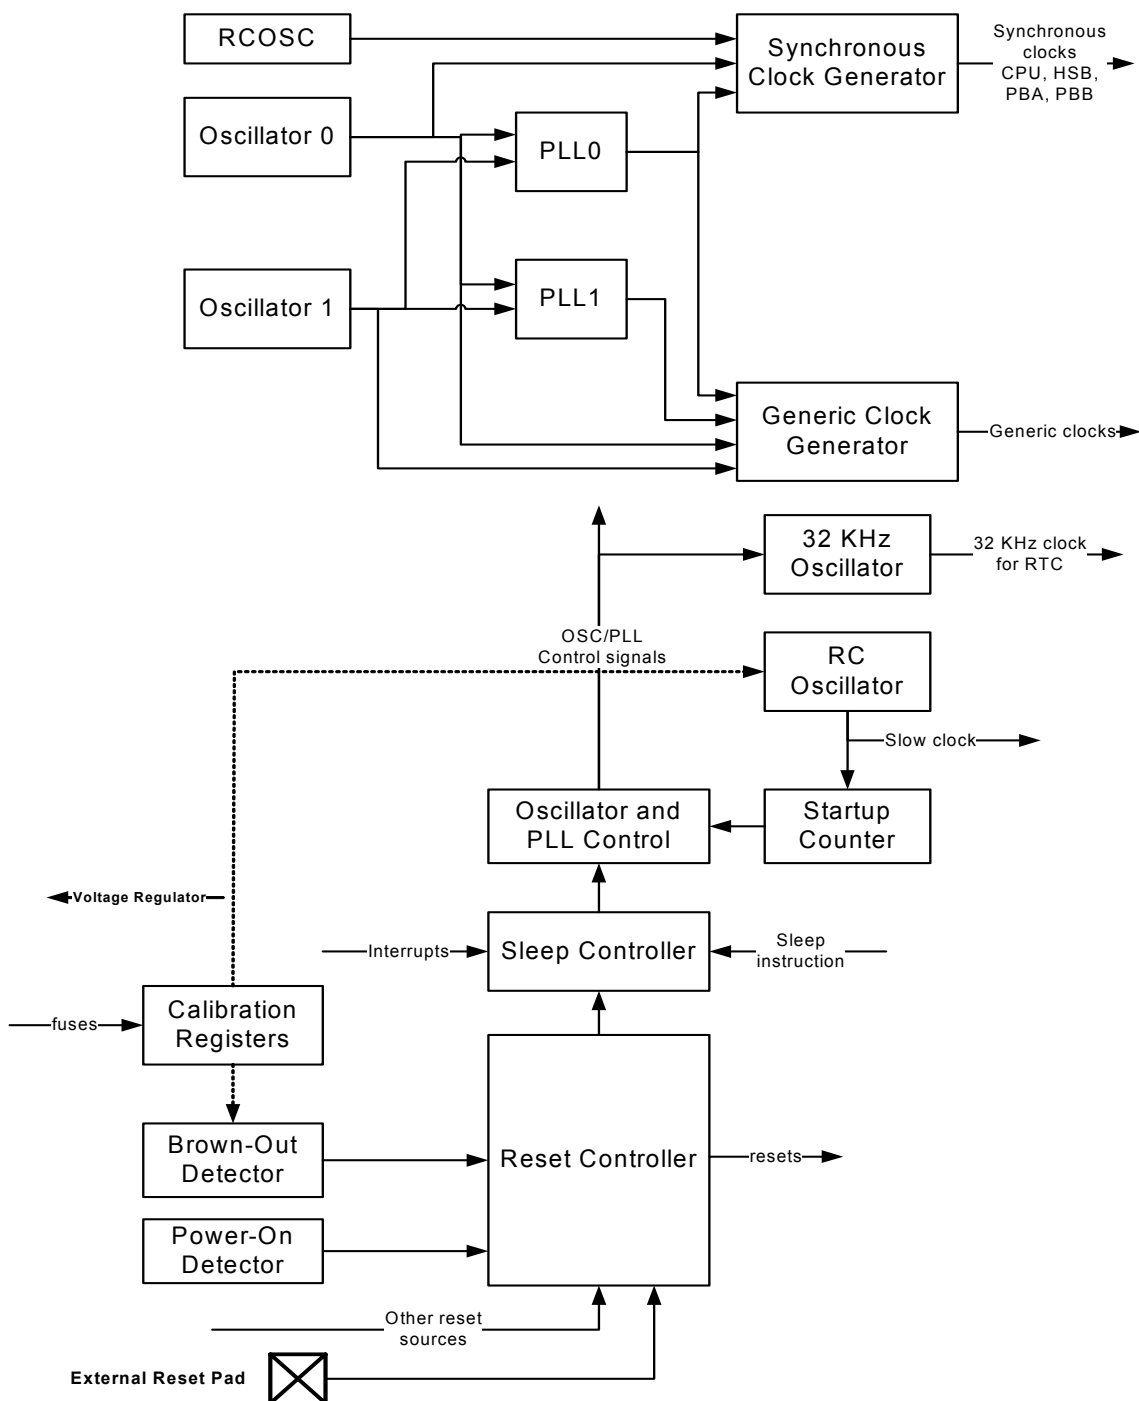 RCOSC
Synchronous
Clock Generator
Synchronous
clocks
CPU, HSB,
PBA, PBB
Oscillator 0
PLL0
Oscillator 1
PLL1
Generic Clock
Generator
Generic clocks
32 KHz
Oscillator
32 KHz clock
for RTC
OSC/PLL
Control signals
RC
Oscillator
Slow clock
Oscillator and
PLL Control
Startup
Counter
Voltage Regulator
Interrupts
Sleep Controller
Sleep
instruction
fuses
Calibration
Registers
Brown-Out
Detector
Reset Controller
resets
Power-On
Detector
Other reset
sources
External Reset Pad